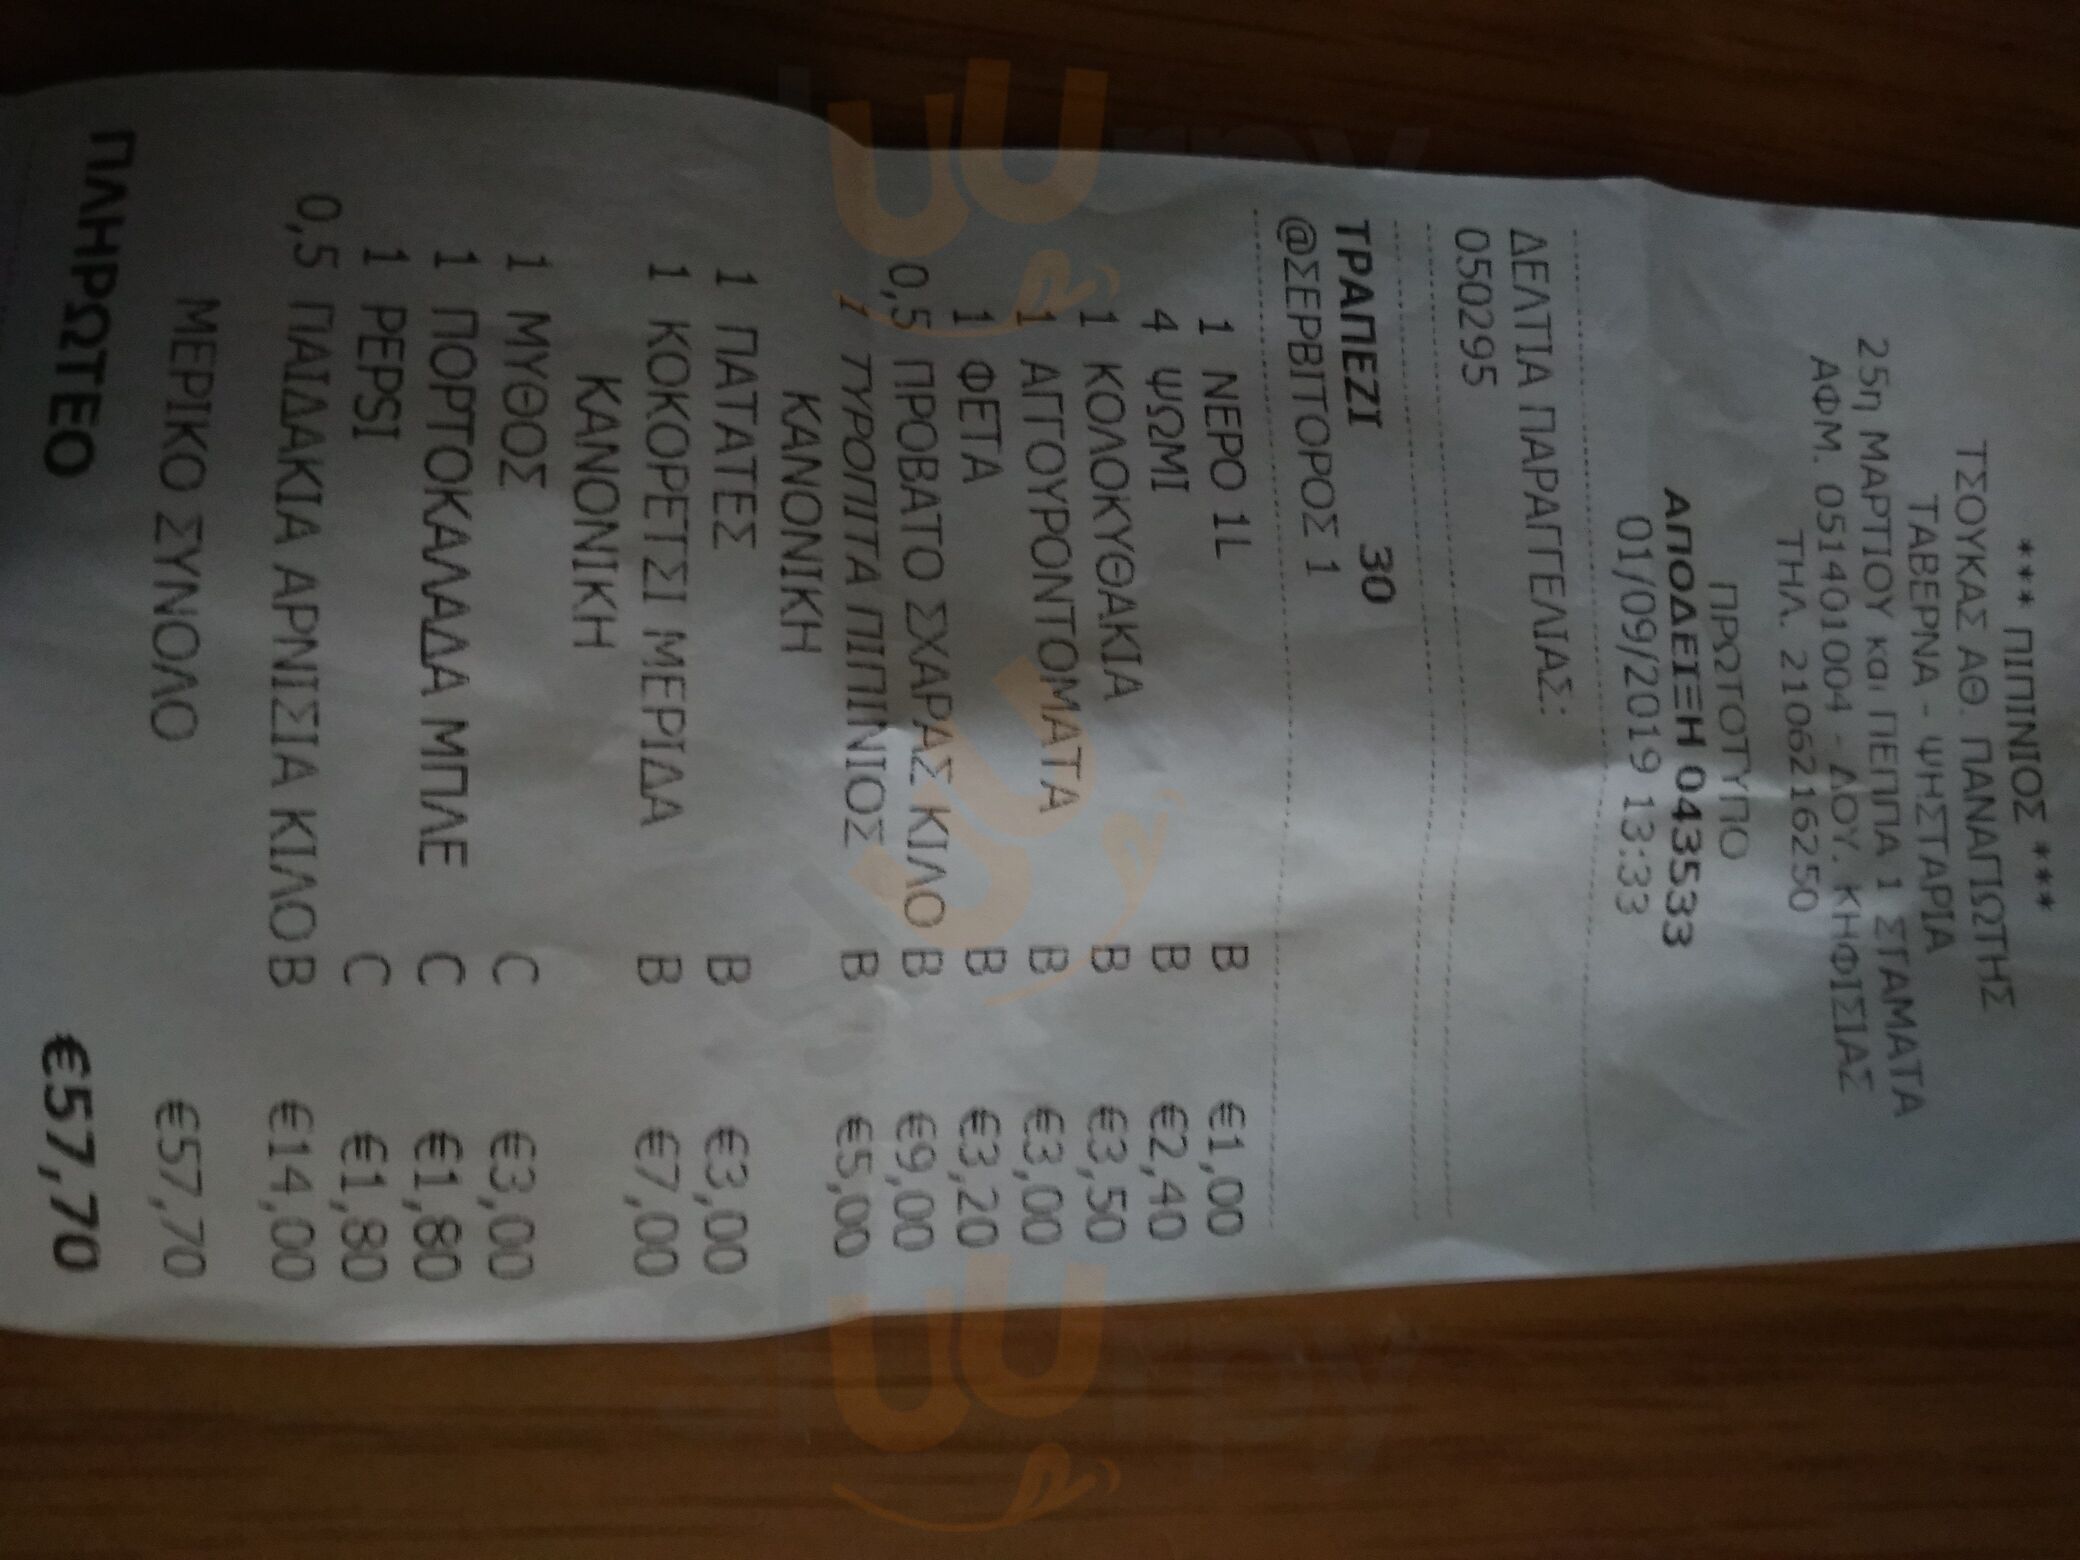 *** ΠΙΠΙΝΙΟΣ ***
ΤΣΟΥΚΑΣ ΑΘ. ΠΑΝΑΓΙΩΤΗΣ
ΤΑΒΕΡΝΑ - ΨΗΣΤΑΡΙΑ
25η ΜΑΡΤΙΟΥ και ΠΕΠΠΑ 1 ΣΤΑΜΑΤΑ
ΑΦΜ. 051401004 - ΔΟΥ. ΚΗΦΙΣΙΑΣ
ΤΗΛ. 2106216250
ΠΡΩΤΟΤΥΠΟ
ΑΠΟΔΕΙΞΗ 043533
01/09/2019 13:33
ΔΕΛΤΙΑ ΠΑΡΑΓΓΕΛΙΑΣ:
050295
ΤΡΑΠΕΖΙ 30
@ΣΕΡΒΙΤΟΡΟΣ 1
1 ΝΕΡΟ 1L B €1,00
4 ΨΩΜΙ B €2,40
1 ΚΟΛΟΚΥΘΑΚΙΑ B €3,50
1 ΑΓΓΟΥΡΟΝΤΟΜΑΤΑ B €3,00
1 ΦΕΤΑ B €3,20
0,5 ΠΡΟΒΑΤΟ ΣΧΑΡΑΣ ΚΙΛΟ B €9,00
1 ΤΥΡΟΠΙΤΑ ΠΙΠΙΝΙΟΣ B €5,00
ΚΑΝΟΝΙΚΗ
1 ΠΑΤΑΤΕΣ B €3,00
1 ΚΟΚΟΡΕΤΣΙ ΜΕΡΙΔΑ B €7,00
ΚΑΝΟΝΙΚΗ
1 ΜΥΘΟΣ C €3,00
1 ΠΟΡΤΟΚΑΛΑΔΑ ΜΠΛΕ C €1,80
1 PEPSI C €1,80
0,5 ΠΑΙΔΑΚΙΑ ΑΡΝΙΣΙΑ ΚΙΛΟ B €14,00
ΜΕΡΙΚΟ ΣΥΝΟΛΟ €57,70
ΠΛΗΡΩΤΕΟ €57,70
sluurpy
sluurpy
sluurpy